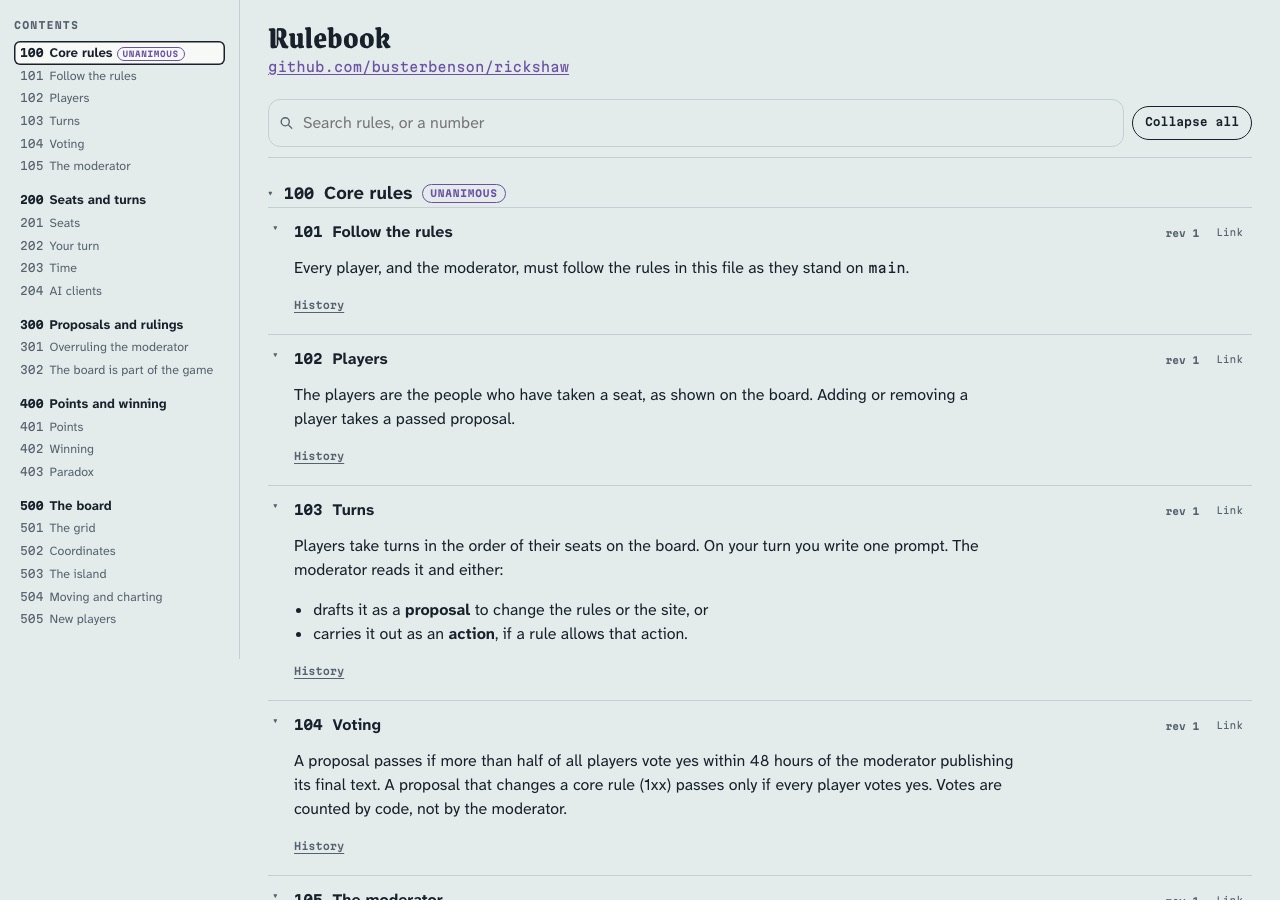 CONTENTS
100 Core rules UNANIMOUS
101 Follow the rules
102 Players
103 Turns
104 Voting
105 The moderator
200 Seats and turns
201 Seats
202 Your turn
203 Time
204 AI clients
300 Proposals and rulings
301 Overruling the moderator
302 The board is part of the game
400 Points and winning
401 Points
402 Winning
403 Paradox
500 The board
501 The grid
502 Coordinates
503 The island
504 Moving and charting
505 New players
Rulebook
github.com/busterbenson/rickshaw
Search rules, or a number
Collapse all
100 Core rules UNANIMOUS
101 Follow the rules rev 1 Link
Every player, and the moderator, must follow the rules in this file as they stand on main.
History
102 Players rev 1 Link
The players are the people who have taken a seat, as shown on the board. Adding or removing a
player takes a passed proposal.
History
103 Turns rev 1 Link
Players take turns in the order of their seats on the board. On your turn you write one prompt. The
moderator reads it and either:
• drafts it as a proposal to change the rules or the site, or
• carries it out as an action, if a rule allows that action.
History
104 Voting rev 1 Link
A proposal passes if more than half of all players vote yes within 48 hours of the moderator publishing
its final text. A proposal that changes a core rule (1xx) passes only if every player votes yes. Votes are
counted by code, not by the moderator.
History
105 The moderator rev 1 Link